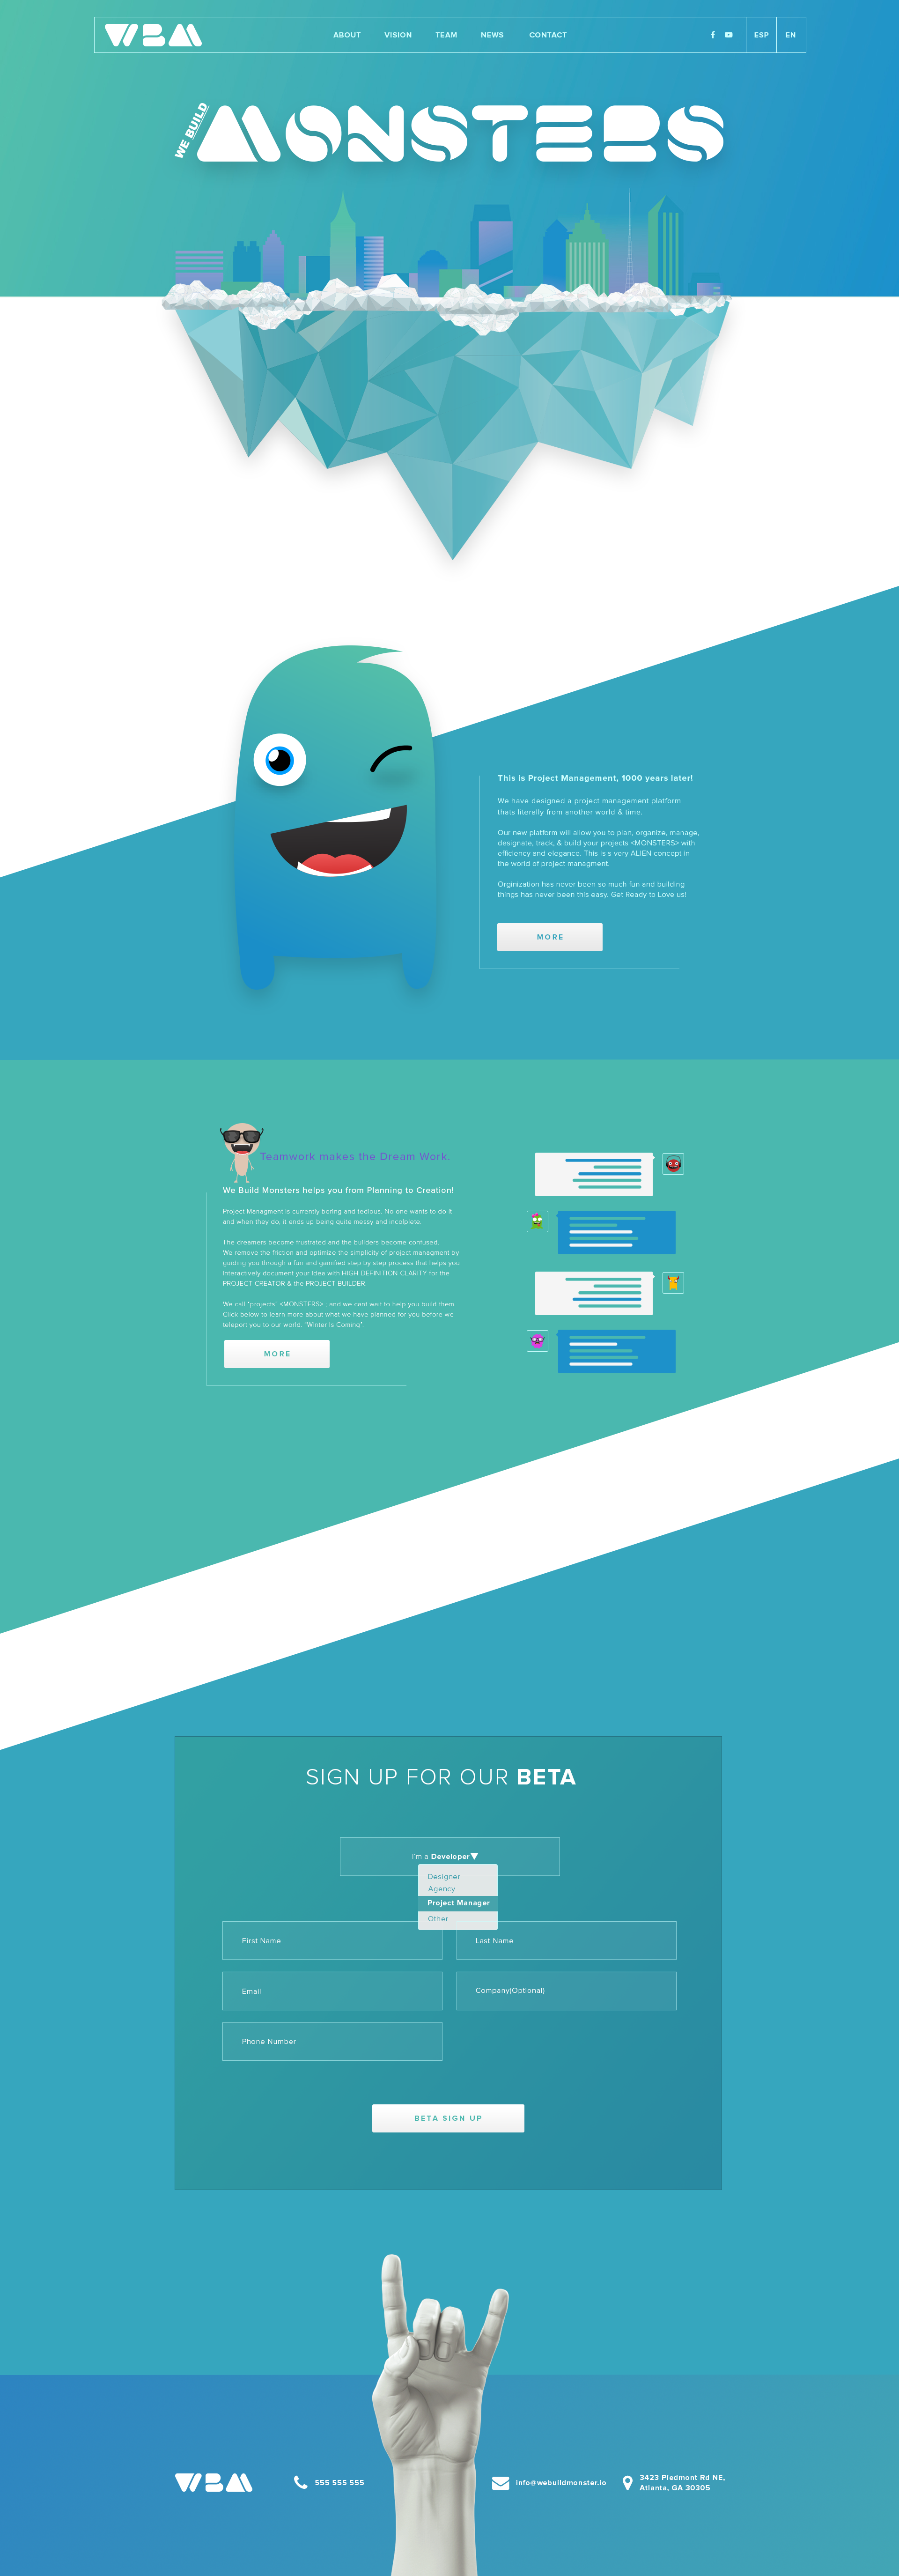 WBM
ABOUT VISION TEAM NEWS CONTACT
ESP EN
WE BUILD
MONSTERS
This is Project Management, 1000 years later!
We have designed a project management platform
thats literally from another world & time.
Our new platform will allow you to plan, organize, manage,
designate, track, & build your projects <MONSTERS> with
efficiency and elegance. This is s very ALIEN concept in
the world of project managment.
Orginization has never been so much fun and building
things has never been this easy. Get Ready to Love us!
MORE
Teamwork makes the Dream Work.
We Build Monsters helps you from Planning to Creation!
Project Managment is currently boring and tedious. No one wants to do it
and when they do, it ends up being quite messy and incolplete.
The dreamers become frustrated and the builders become confused.
We remove the friction and optimize the simplicity of project managment by
guiding you through a fun and gamified step by step process that helps you
interactively document your idea with HIGH DEFINITION CLARITY for the
PROJECT CREATOR & the PROJECT BUILDER.
We call "projects" <MONSTERS> ; and we cant wait to help you build them.
Click below to learn more about what we have planned for you before we
teleport you to our world. "WInter Is Coming".
MORE
SIGN UP FOR OUR BETA
I'm a Developer
Designer
Agency
Project Manager
Other
First Name
Last Name
Email
Company(Optional)
Phone Number
BETA SIGN UP
WBM
555 555 555
info@webuildmonster.io
3423 Piedmont Rd NE,
Atlanta, GA 30305